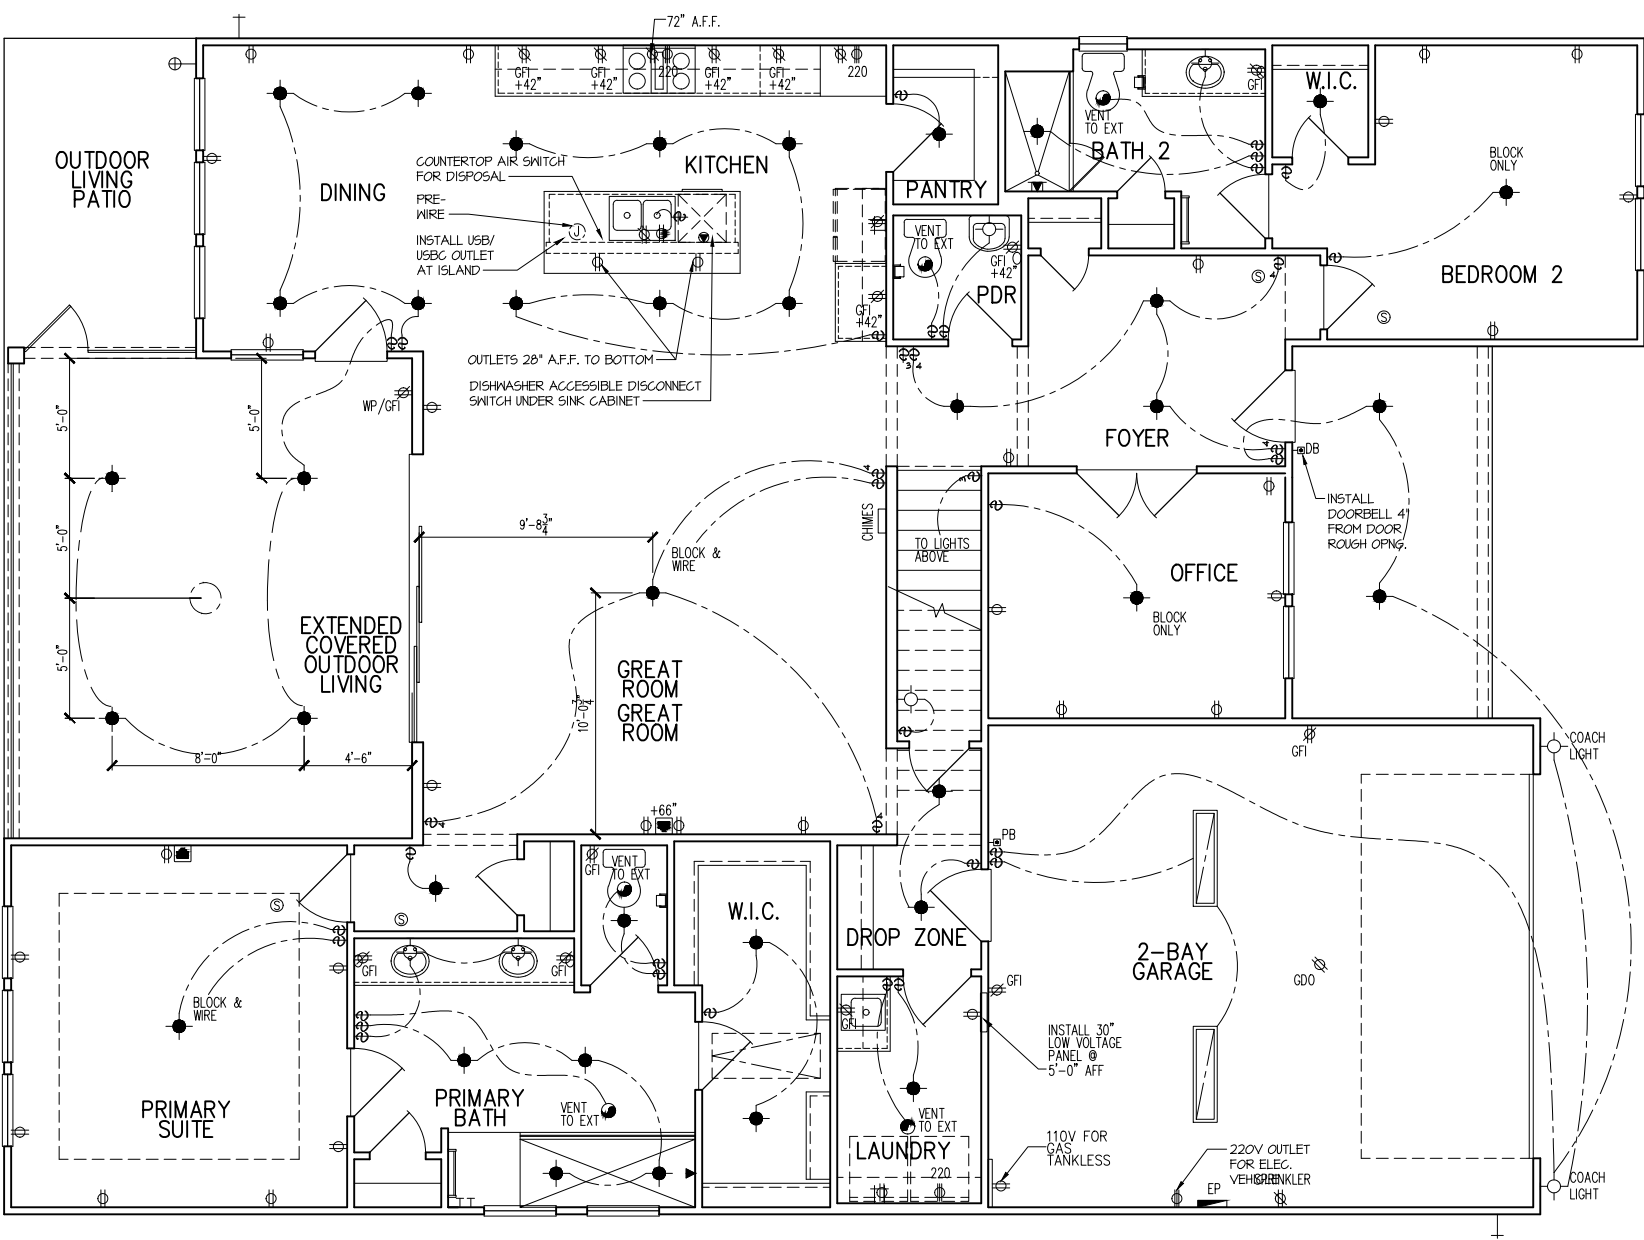 72" A.F.F.
GFI
+42"
GFI
+42"
220
GFI
+42"
GFI
+42"
220
OUTDOOR
LIVING
PATIO
DINING
COUNTERTOP AIR SWITCH
FOR DISPOSAL
KITCHEN
PRE-
WIRE
J
INSTALL USB/
USBC OUTLET
AT ISLAND
PANTRY
VENT
TO EXT
BATH 2
GFI
W.I.C.
BLOCK
ONLY
BEDROOM 2
VENT
TO EXT
GFI
+42"
PDR
GFI
+42"
S
4
S
OUTLETS 28" A.F.F. TO BOTTOM
DISHWASHER ACCESSIBLE DISCONNECT
SWITCH UNDER SINK CABINET
3 4
WP/GFI
5'-0"
5'-0"
FOYER
4
DB
INSTALL
DOORBELL 4"
FROM DOOR
ROUGH OPNG.
4
3
9'-8 3/4"
CHIMES
TO LIGHTS
ABOVE
BLOCK &
WIRE
5'-0"
OFFICE
BLOCK
ONLY
EXTENDED
COVERED
OUTDOOR
LIVING
5'-0"
GREAT
ROOM
GREAT
ROOM
10'-0 3/4"
8'-0"
4'-6"
GFI
COACH
LIGHT
+66"
4
4
PB
GFI
VENT
TO EXT
S
S
W.I.C.
DROP ZONE
2-BAY
GARAGE
GFI
GFI
GFI
GDO
BLOCK &
WIRE
GFI
INSTALL 30"
LOW VOLTAGE
PANEL @
5'-0" AFF
PRIMARY
SUITE
PRIMARY
BATH
VENT
TO EXT
VENT
TO EXT
LAUNDRY
220
110V FOR
GAS
TANKLESS
220V OUTLET
FOR ELEC.
EP
COACH
LIGHT